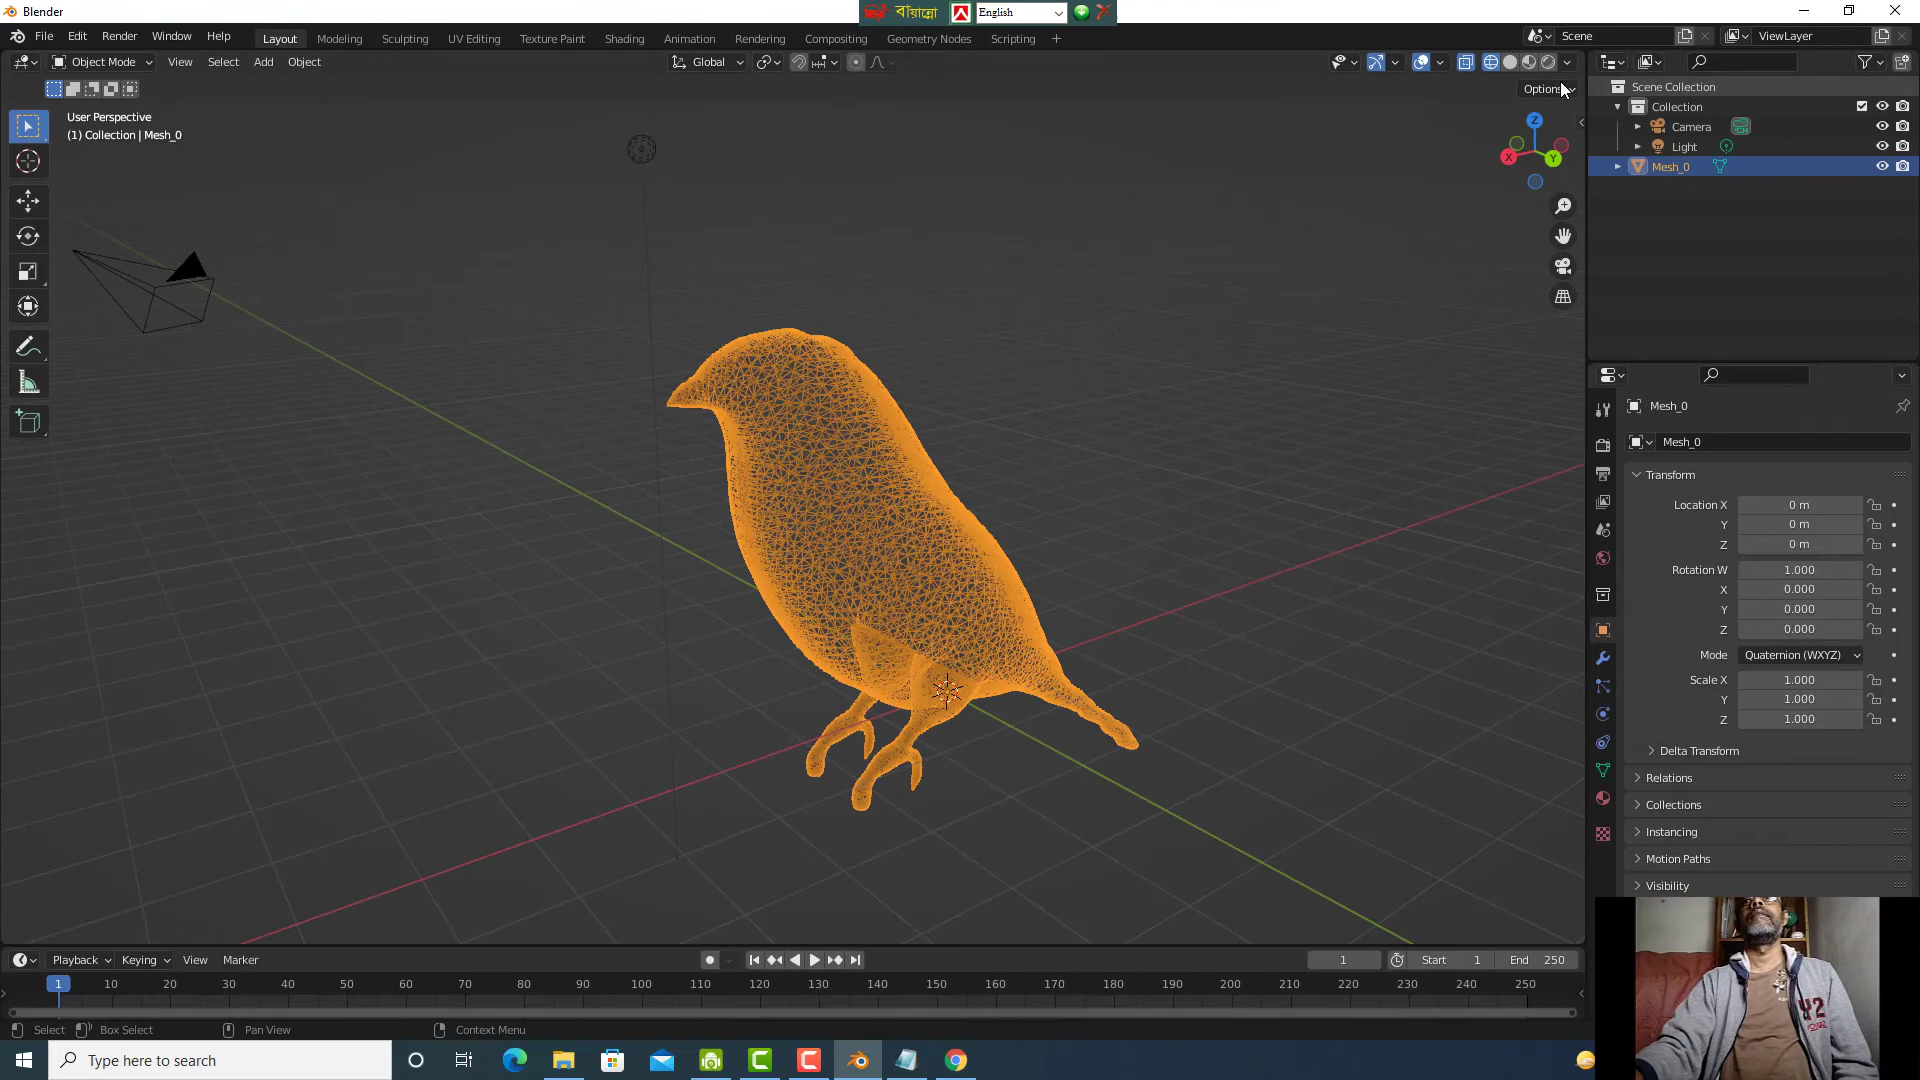 Blender
বাঁয়ান্নো
English
File Edit Render Window Help
Layout Modeling Sculpting UV Editing Texture Paint Shading Animation Rendering Compositing Geometry Nodes Scripting +
Scene
ViewLayer
Object Mode View Select Add Object
Global
Options
User Perspective
(1) Collection | Mesh_0
Z
X
Y
Scene Collection
Collection
Camera
Light
Mesh_0
Mesh_0
Mesh_0
Transform
Location X 0 m
Y 0 m
Z 0 m
Rotation W 1.000
X 0.000
Y 0.000
Z 0.000
Mode Quaternion (WXYZ)
Scale X 1.000
Y 1.000
Z 1.000
Delta Transform
Relations
Collections
Instancing
Motion Paths
Visibility
Playback Keying View Marker
1
Start 1 End 250
1 10 20 30 40 50 60 70 80 90 100 110 120 130 140 150 160 170 180 190 200 210 220 230 240 250
Select Box Select Pan View Context Menu
Type here to search
Y2